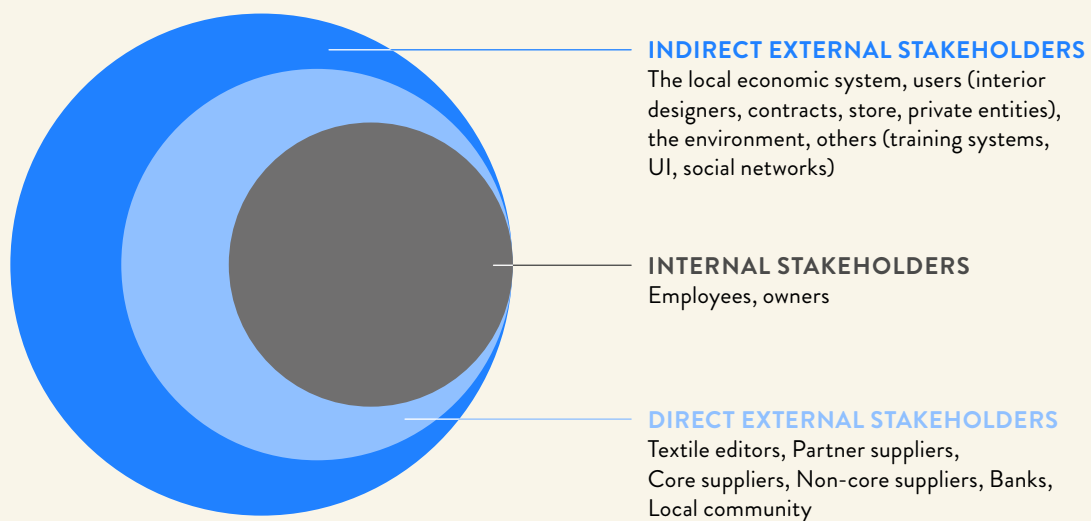 INDIRECT EXTERNAL STAKEHOLDERS
The local economic system, users (interior
designers, contracts, store, private entities),
the environment, others (training systems,
UI, social networks)
INTERNAL STAKEHOLDERS
Employees, owners
DIRECT EXTERNAL STAKEHOLDERS
Textile editors, Partner suppliers,
Core suppliers, Non-core suppliers, Banks,
Local community